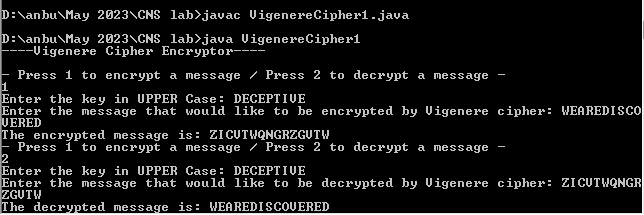 D:\anbu\May 2023\CNS lab>javac VigenereCipher1.java
D:\anbu\May 2023\CNS lab>java VigenereCipher1
----Vigenere Cipher Encryptor----
- Press 1 to encrypt a message / Press 2 to decrypt a message -
1
Enter the key in UPPER Case: DECEPTIVE
Enter the message that would like to be encrypted by Vigenere cipher: WEAREDISCO
VERED
The encrypted message is: ZICVTWQNGRZGVTW
- Press 1 to encrypt a message / Press 2 to decrypt a message -
2
Enter the key in UPPER Case: DECEPTIVE
Enter the message that would like to be decrypted by Vigenere cipher: ZICVTWQNGR
ZGVTW
The decrypted message is: WEAREDISCOVERED